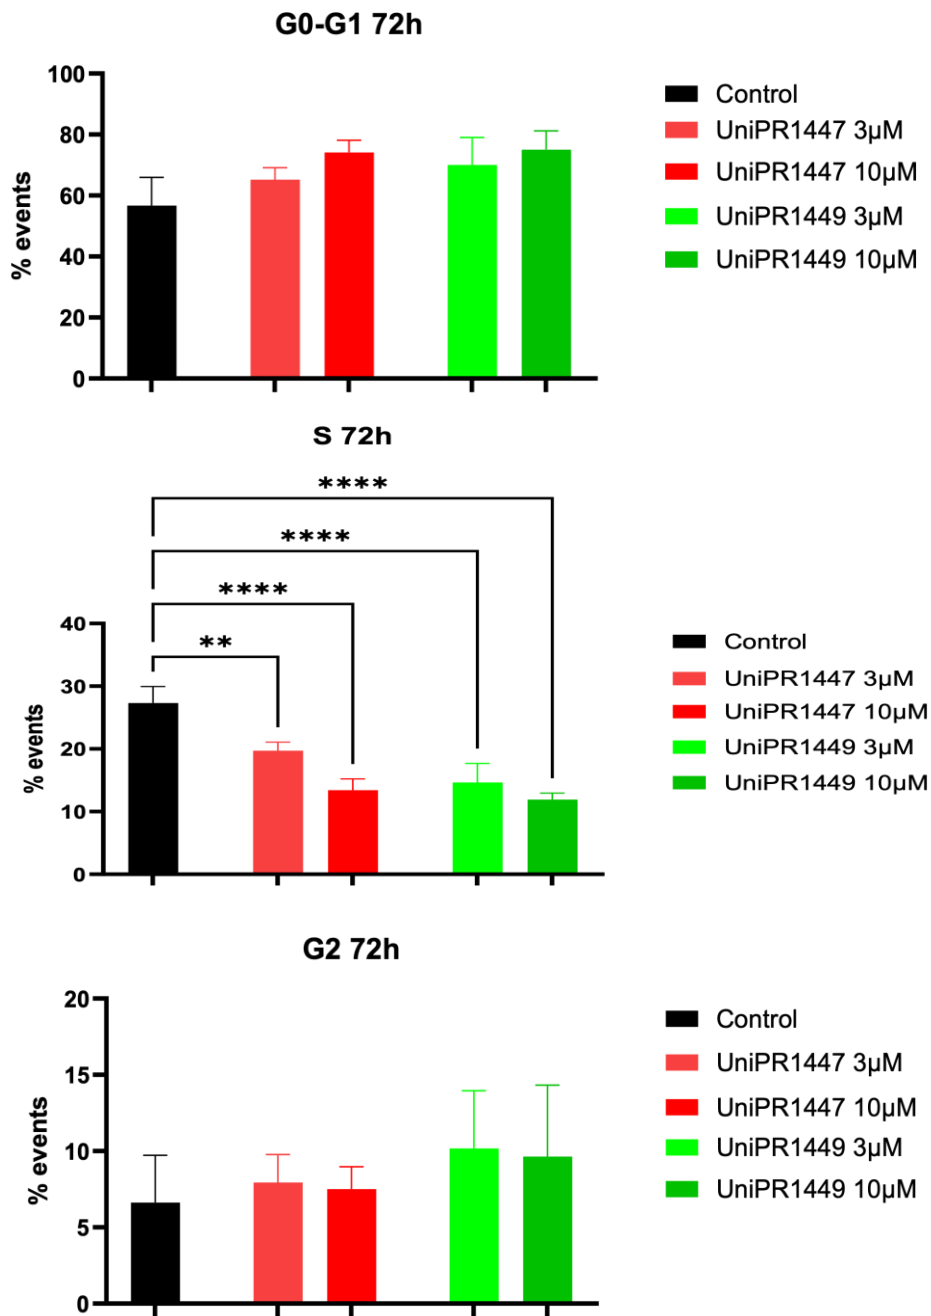 G0-G1 72h
% events
100
80
60
40
20
0
Control
UniPR1447 3μM
UniPR1447 10μM
UniPR1449 3μM
UniPR1449 10μM
S 72h
****
****
****
**
% events
40
30
20
10
0
Control
UniPR1447 3μM
UniPR1447 10μM
UniPR1449 3μM
UniPR1449 10μM
G2 72h
% events
20
15
10
5
0
Control
UniPR1447 3μM
UniPR1447 10μM
UniPR1449 3μM
UniPR1449 10μM